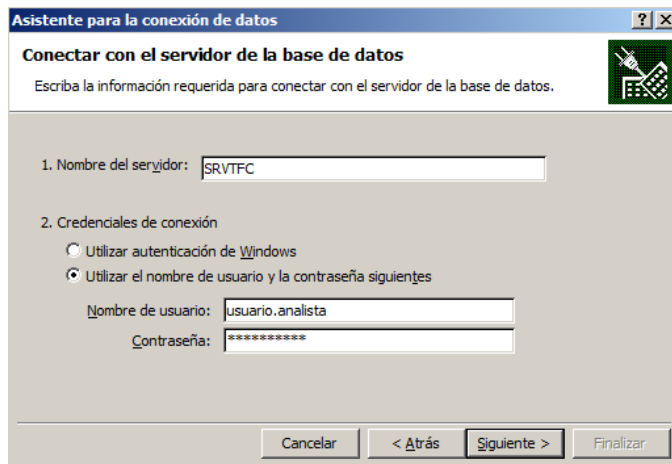 Asistente para la conexión de datos
Conectar con el servidor de la base de datos
Escriba la información requerida para conectar con el servidor de la base de datos.
1. Nombre del servidor: SRVTFC
2. Credenciales de conexión
Utilizar autenticación de Windows
Utilizar el nombre de usuario y la contraseña siguientes
Nombre de usuario: usuario.analista
Contraseña: **********
Cancelar < Atrás Siguiente > Finalizar